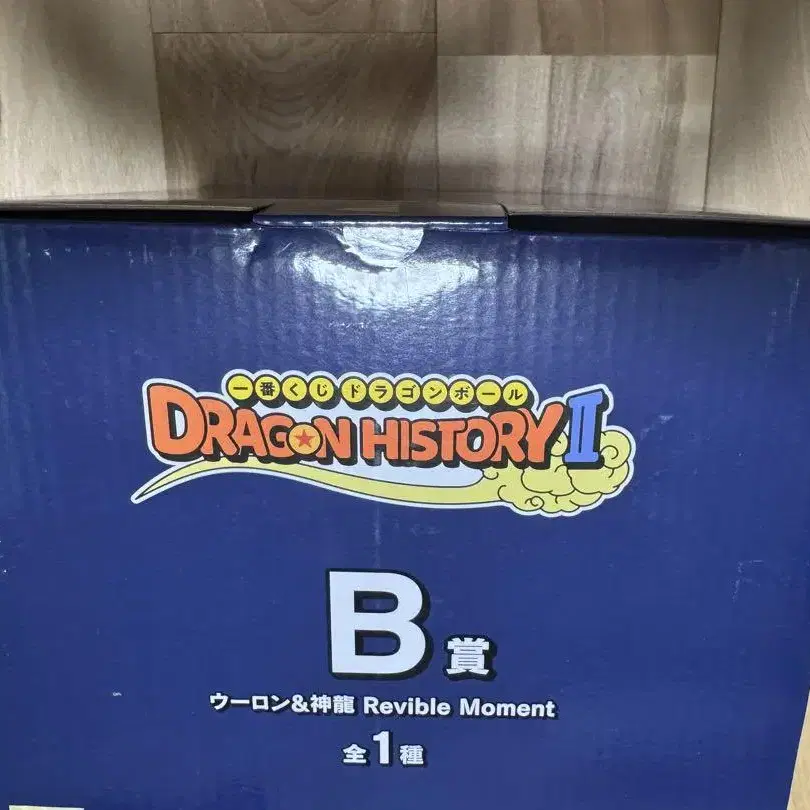 一番くじ ドラゴンボール
DRAGON HISTORY II
B賞
ウーロン&神龍 Revible Moment
全1種